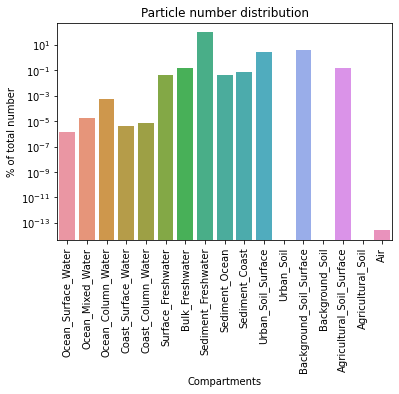 Particle number distribution
% of total number
10^1
10^-1
10^-3
10^-5
10^-7
10^-9
10^-11
10^-13
Ocean_Surface_Water
Ocean_Mixed_Water
Ocean_Column_Water
Coast_Surface_Water
Coast_Column_Water
Surface_Freshwater
Bulk_Freshwater
Sediment_Freshwater
Sediment_Ocean
Sediment_Coast
Urban_Soil_Surface
Urban_Soil
Background_Soil_Surface
Background_Soil
Agricultural_Soil_Surface
Agricultural_Soil
Air
Compartments